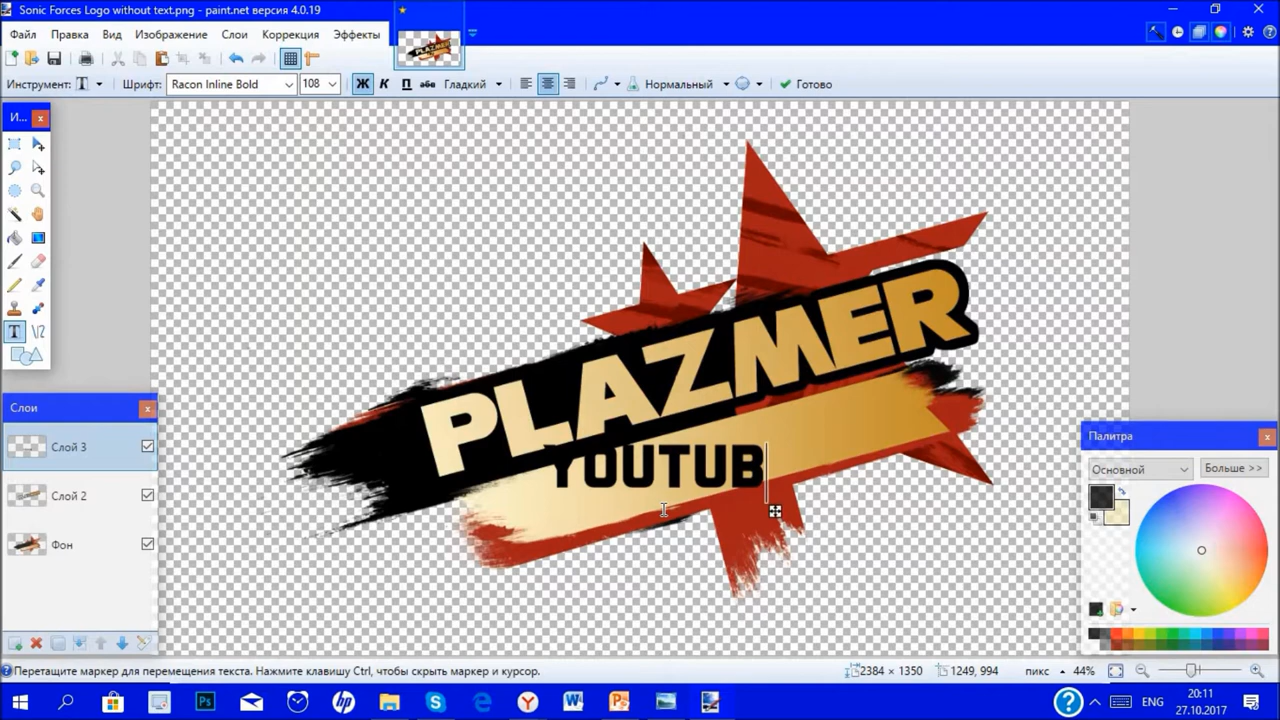 Sonic Forces Logo without text.png - paint.net версия 4.0.19
Файл Правка Вид Изображение Слои Коррекция Эффекты
Инструмент: T Шрифт: Racon Inline Bold 108 Ж К П абв Гладкий Нормальный Готово
И...
PLAZMER
YOUTUB
Слои
Слой 3
Слой 2
Фон
Палитра
Основной Больше >>
Перетащите маркер для перемещения текста. Нажмите клавишу Ctrl, чтобы скрыть маркер и курсор. 2384 × 1350 1249, 994 пикс 44%
ENG 20:11
27.10.2017